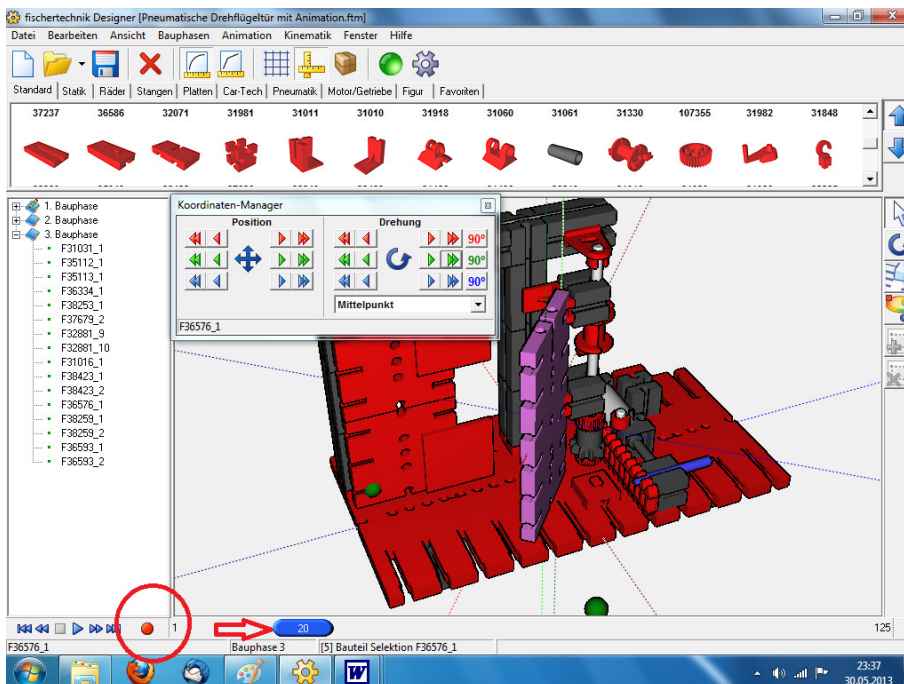 fischertechnik Designer [Pneumatische Drehflügeltür mit Animation.ftm]
Datei Bearbeiten Ansicht Bauphasen Animation Kinematik Fenster Hilfe
Standard Statik Räder Stangen Platten Car-Tech Pneumatik Motor/Getriebe Figur Favoriten
37237 36586 32071 31981 31011 31010 31918 31060 31061 31330 107355 31982 31848
1. Bauphase
2. Bauphase
3. Bauphase
F31031_1
F35112_1
F35113_1
F36334_1
F38253_1
F37679_2
F32881_9
F32881_10
F31016_1
F38423_1
F38423_2
F36576_1
F38259_1
F38259_2
F36593_1
F36593_2
Koordinaten-Manager
Position Drehung
90°
90°
90°
Mittelpunkt
F36576_1
1 20 125
F36576_1 Bauphase 3 [5] Bauteil Selektion F36576_1
W
23:37
30.05.2013